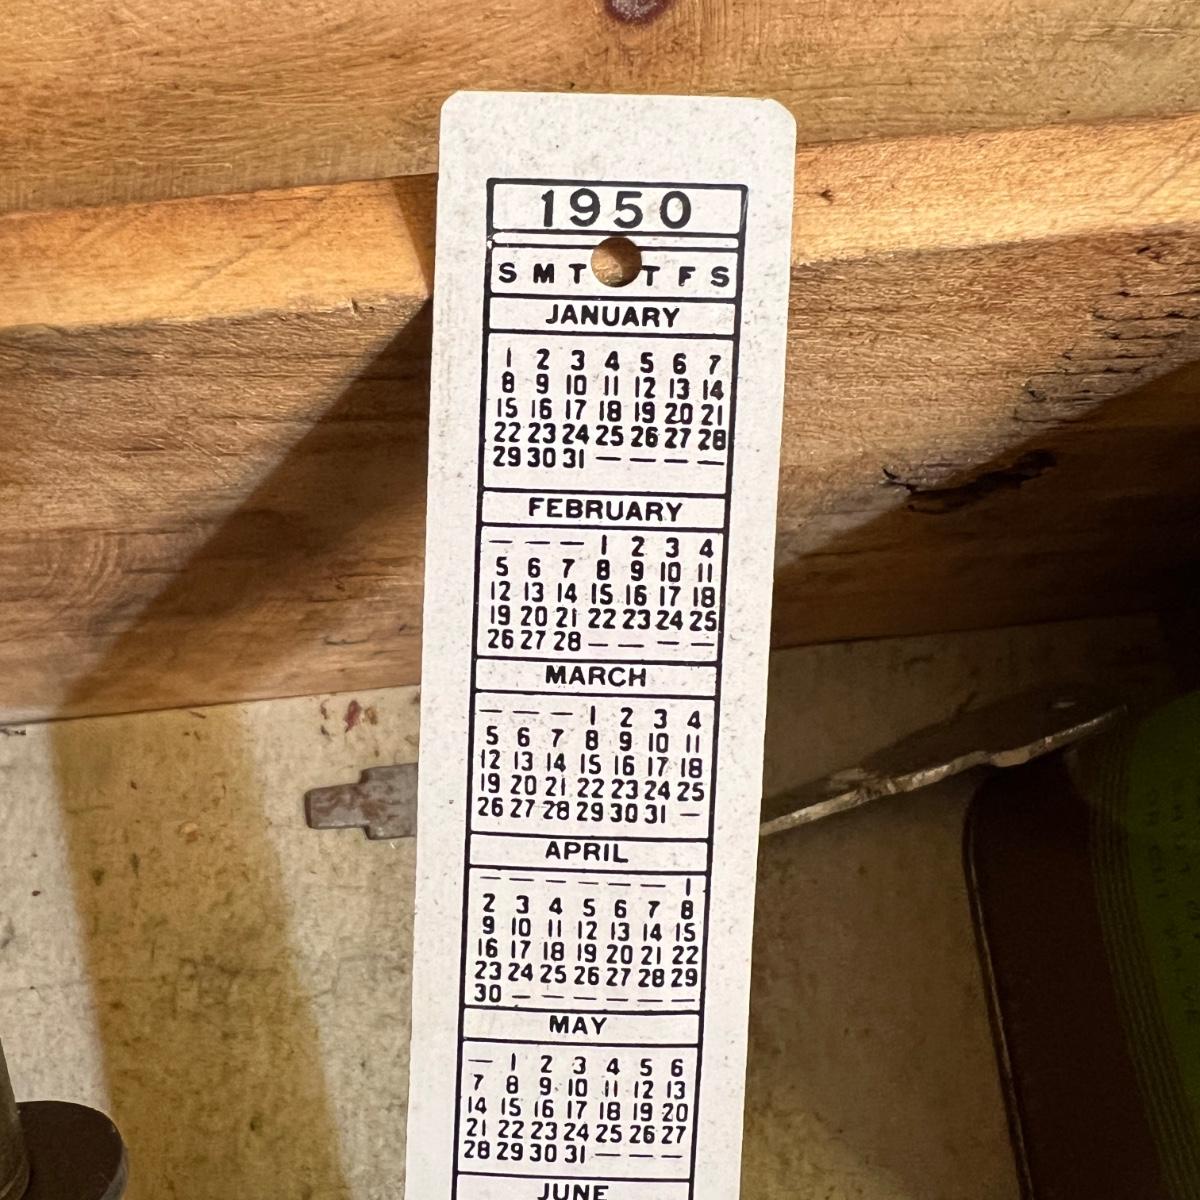 1950
S M T T F S
JANUARY
1 2 3 4 5 6 7
8 9 10 11 12 13 14
15 16 17 18 19 20 21
22 23 24 25 26 27 28
29 30 31 — — — —
FEBRUARY
— — — 1 2 3 4
5 6 7 8 9 10 11
12 13 14 15 16 17 18
19 20 21 22 23 24 25
26 27 28 — — — —
MARCH
— — — 1 2 3 4
5 6 7 8 9 10 11
12 13 14 15 16 17 18
19 20 21 22 23 24 25
26 27 28 29 30 31 —
APRIL
— — — — — — 1
2 3 4 5 6 7 8
9 10 11 12 13 14 15
16 17 18 19 20 21 22
23 24 25 26 27 28 29
30 — — — — — —
MAY
— 1 2 3 4 5 6
7 8 9 10 11 12 13
14 15 16 17 18 19 20
21 22 23 24 25 26 27
28 29 30 31 — — —
JUNE